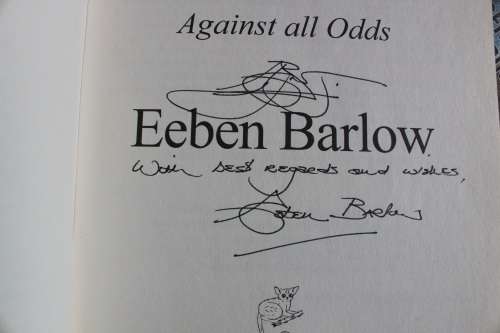 Against all Odds
Eeben Barlow
With best regards and wishes,
Eeben Barlow